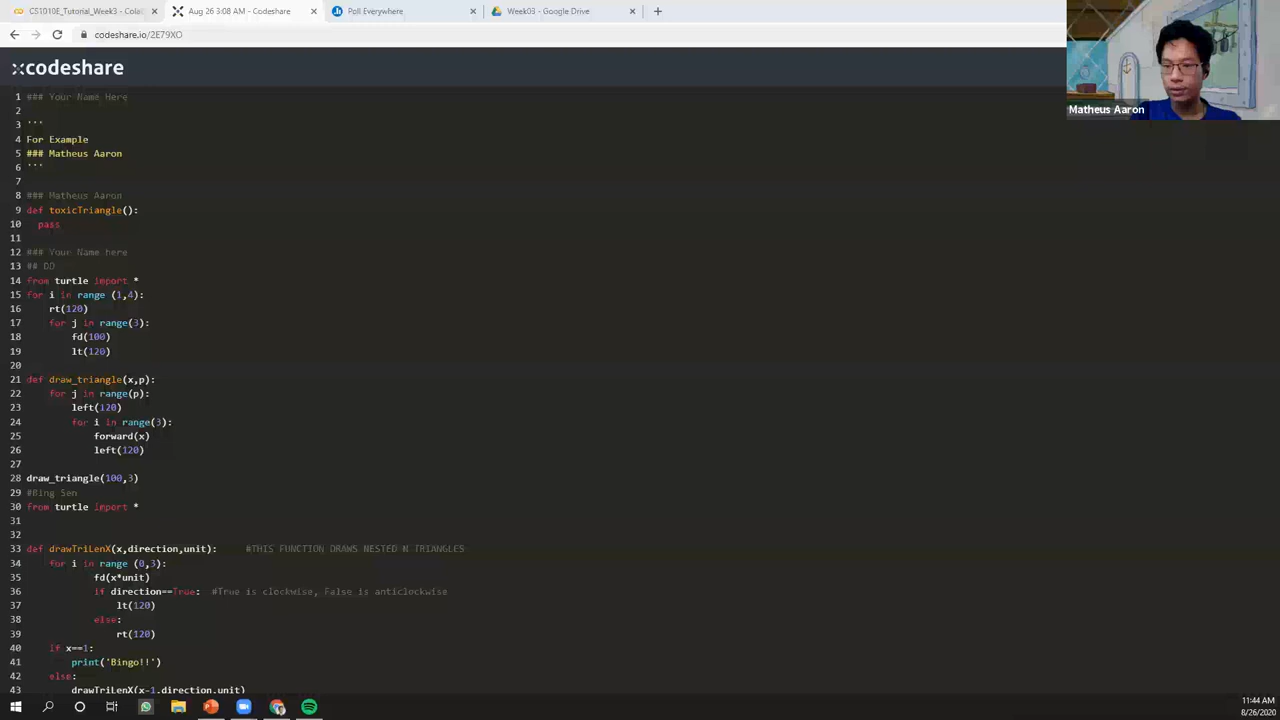 CS1010E_Tutorial_Week3 - Colab
Aug 26 3:08 AM - Codeshare
Poll Everywhere
Week03 - Google Drive
codeshare.io/2E79XO
codeshare
Matheus Aaron
1 ### Your Name Here
2
3 '''
4 For Example
5 ### Matheus Aaron
6 '''
7
8 ### Matheus Aaron
9 def toxicTriangle():
10 pass
11
12 ### Your Name here
13 ## DD
14 from turtle import *
15 for i in range (1,4):
16 rt(120)
17 for j in range(3):
18 fd(100)
19 lt(120)
20
21 def draw_triangle(x,p):
22 for j in range(p):
23 left(120)
24 for i in range(3):
25 forward(x)
26 left(120)
27
28 draw_triangle(100,3)
29 #Bing Sen
30 from turtle import *
31
32
33 def drawTriLenX(x,direction,unit): #THIS FUNCTION DRAWS NESTED N TRIANGLES
34 for i in range (0,3):
35 fd(x*unit)
36 if direction==True: #True is clockwise, False is anticlockwise
37 lt(120)
38 else:
39 rt(120)
40 if x==1:
41 print('Bingo!!')
42 else:
43 drawTriLenX(x-1,direction,unit)
11:44 AM
8/26/2020